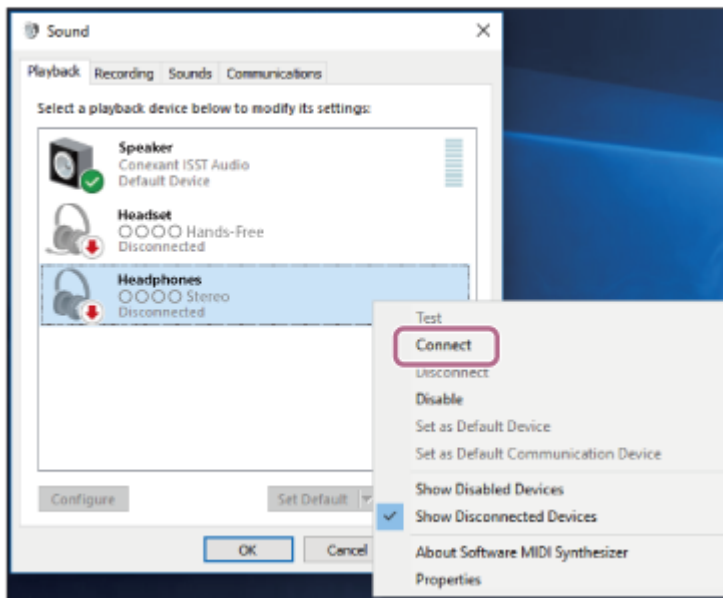 Sound
Playback Recording Sounds Communications
Select a playback device below to modify its settings:
Speaker
Conexant ISST Audio
Default Device
Headset
○○○○ Hands-Free
Disconnected
Headphones
○○○○ Stereo
Disconnected
Test
Connect
Disconnect
Disable
Set as Default Device
Set as Default Communication Device
Show Disabled Devices
Show Disconnected Devices
About Software MIDI Synthesizer
Properties
Configure Set Default
OK Cancel